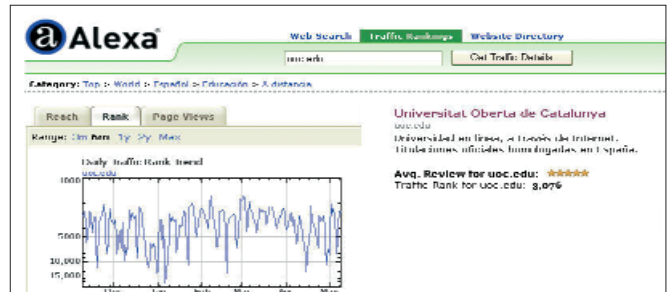 Alexa
Web Search Traffic Rankings Website Directory
uoc.edu Get Traffic Details
Category: Top > World > Español > Educación > A distancia
Reach Rank Page Views
Range: 3m 6m 1y 3y Max
Daily Traffic Rank Trend
uoc.edu
1000
5000
10,000
15,000
Universitat Oberta de Catalunya
uoc.edu
Universidad en línea, a través de Internet.
Titulaciones oficiales homologadas en España.
Avg. Review for uoc.edu:
Traffic Rank for uoc.edu: 3,076